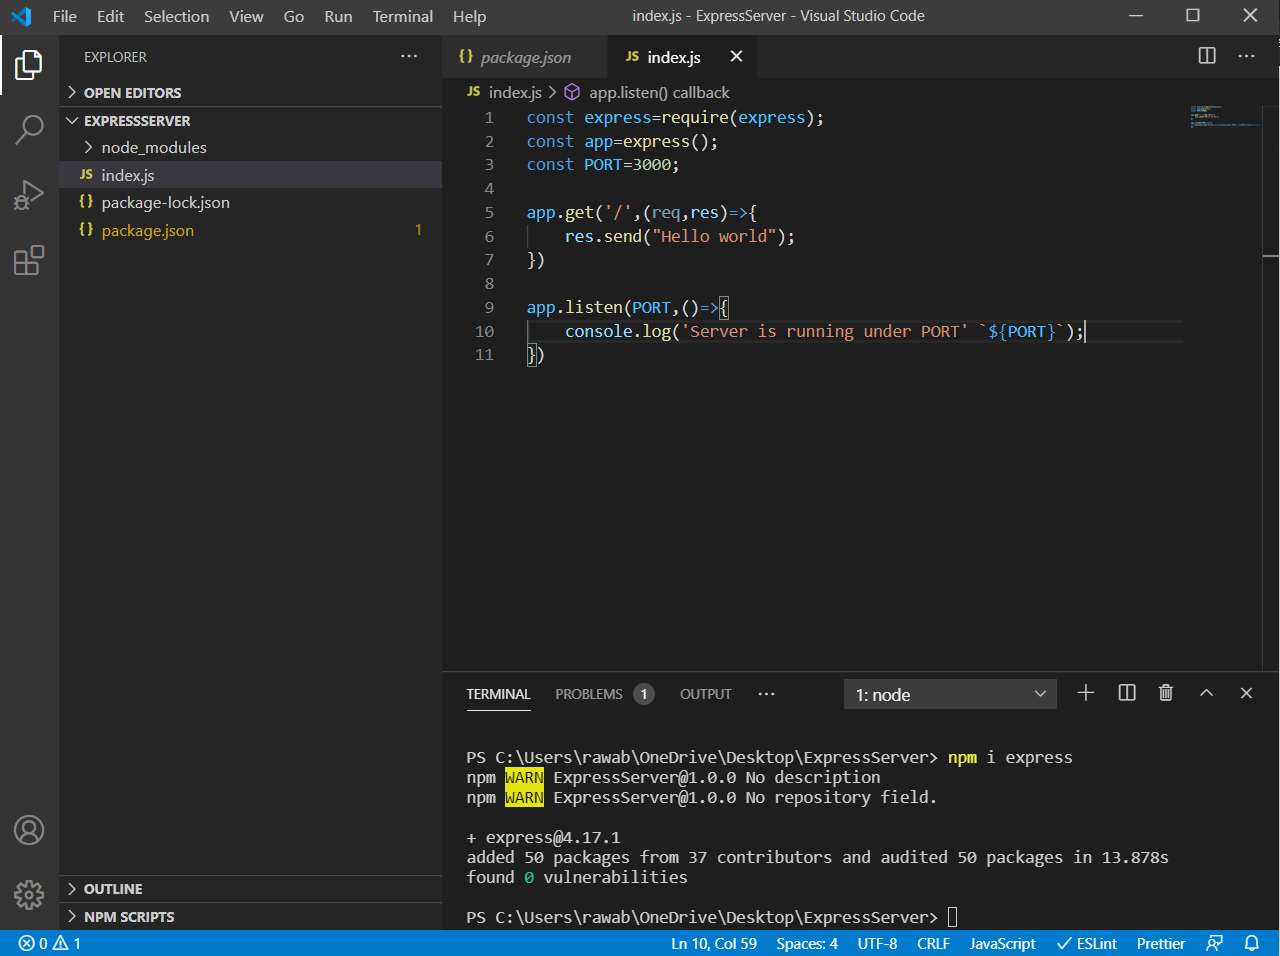 File Edit Selection View Go Run Terminal Help index.js - ExpressServer - Visual Studio Code
EXPLORER
OPEN EDITORS
EXPRESSSERVER
node_modules
JS index.js
{} package-lock.json
{} package.json 1
OUTLINE
NPM SCRIPTS
{} package.json JS index.js
JS index.js > app.listen() callback
1 const express=require(express);
2 const app=express();
3 const PORT=3000;
4
5 app.get('/',(req,res)=>{
6     res.send("Hello world");
7 })
8
9 app.listen(PORT,()=>{
10     console.log('Server is running under PORT' `${PORT}`);
11 })
TERMINAL PROBLEMS 1 OUTPUT ··· 1: node
PS C:\Users\rawab\OneDrive\Desktop\ExpressServer> npm i express
npm WARN ExpressServer@1.0.0 No description
npm WARN ExpressServer@1.0.0 No repository field.
+ express@4.17.1
added 50 packages from 37 contributors and audited 50 packages in 13.878s
found 0 vulnerabilities
PS C:\Users\rawab\OneDrive\Desktop\ExpressServer>
0 1 Ln 10, Col 59 Spaces: 4 UTF-8 CRLF JavaScript ESLint Prettier